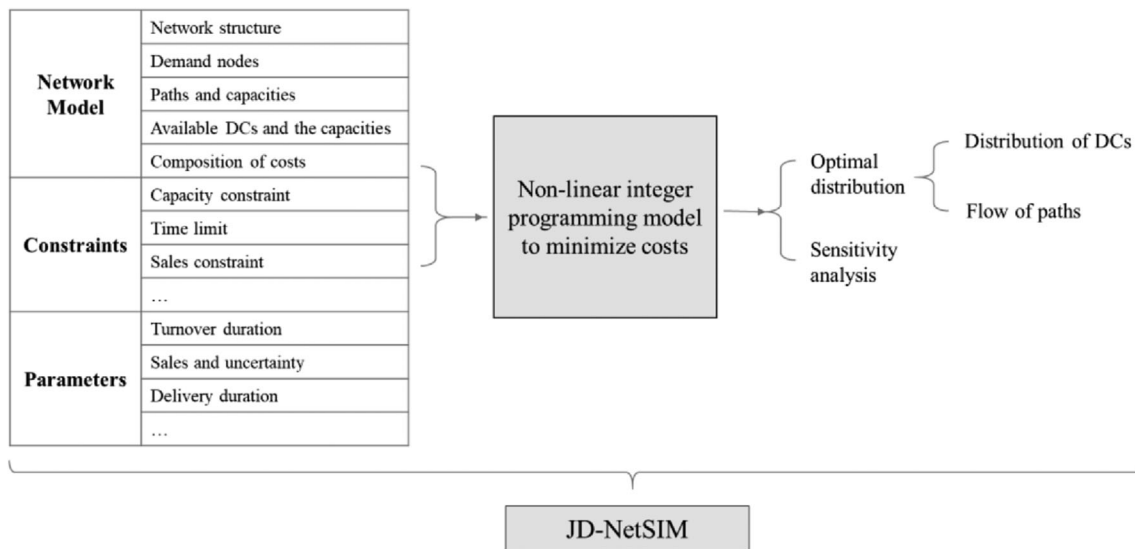 Network
Model
Network structure
Demand nodes
Paths and capacities
Available DCs and the capacities
Composition of costs
Constraints
Capacity constraint
Time limit
Sales constraint
…
Parameters
Turnover duration
Sales and uncertainty
Delivery duration
…
Non-linear integer
programming model
to minimize costs
Optimal
distribution
Sensitivity
analysis
Distribution of DCs
Flow of paths
JD-NetSIM